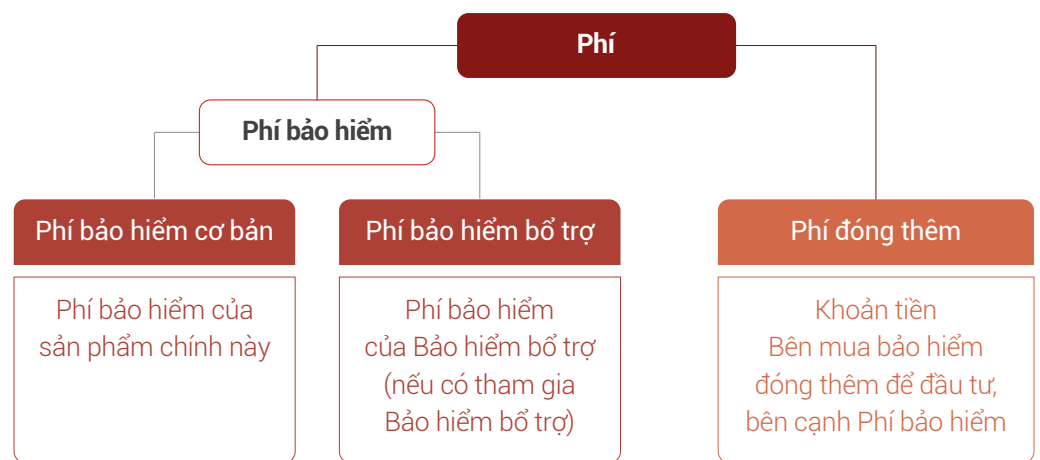 Phí
Phí bảo hiểm
Phí bảo hiểm cơ bản
Phí bảo hiểm của
sản phẩm chính này
Phí bảo hiểm bổ trợ
Phí bảo hiểm
của Bảo hiểm bổ trợ
(nếu có tham gia
Bảo hiểm bổ trợ)
Phí đóng thêm
Khoản tiền
Bên mua bảo hiểm
đóng thêm để đầu tư,
bên cạnh Phí bảo hiểm